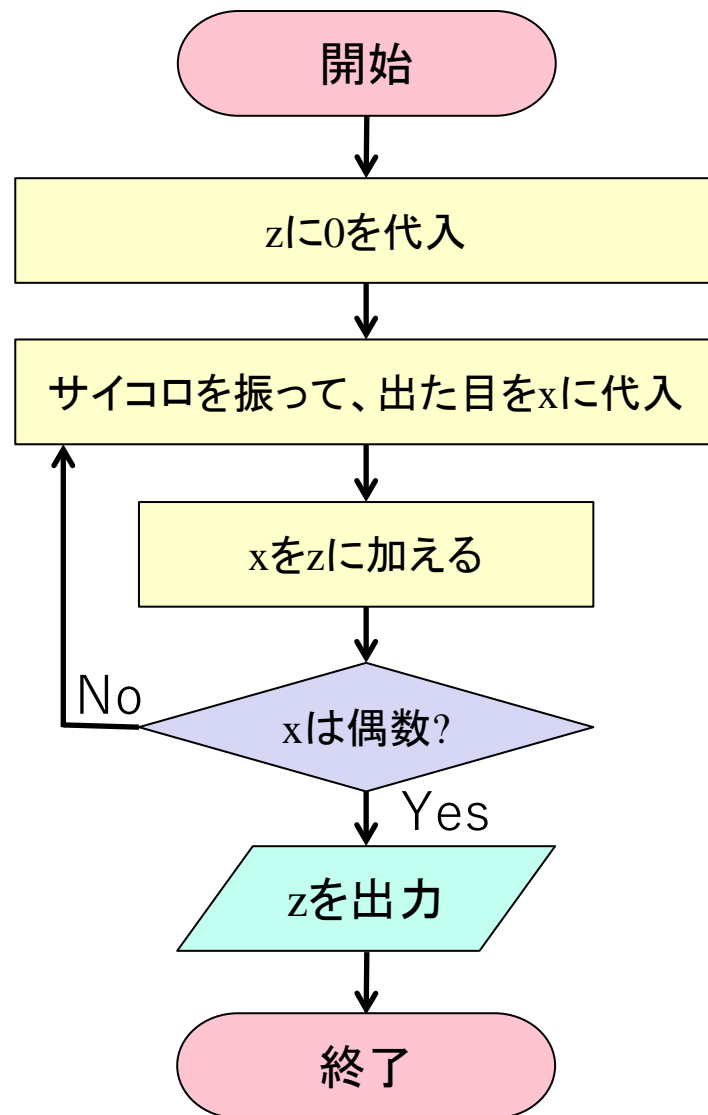 開始
zに0を代入
サイコロを振って、出た目をxに代入
xをzに加える
xは偶数?
No
Yes
zを出力
終了